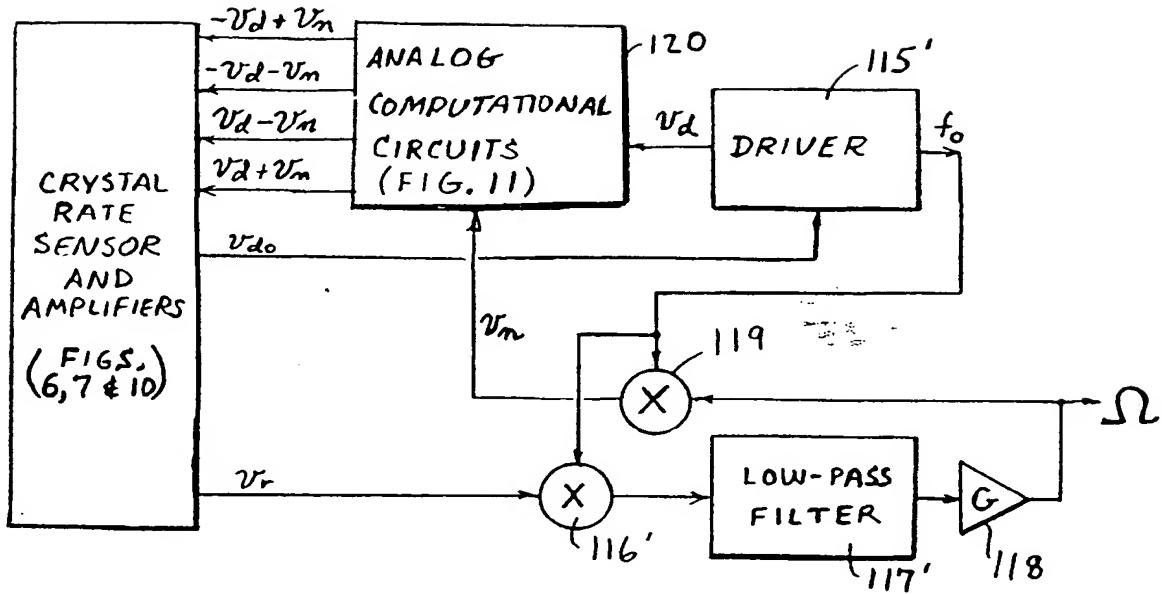 -vd+vn
-vd-vn
vd-vn
vd+vn
ANALOG
COMPUTATIONAL
CIRCUITS
(FIG. 11)
120
vd
DRIVER
115'
fo
CRYSTAL
RATE
SENSOR
AND
AMPLIFIERS
(FIGS.
6, 7 & 10)
vdo
vn
X
119
Ω
vr
X
116'
LOW-PASS
FILTER
117'
G
118